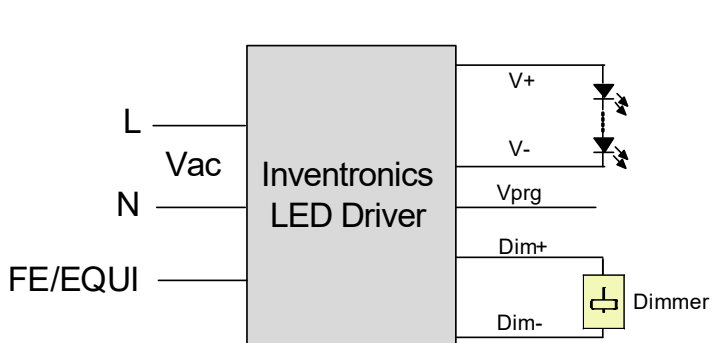 V+
L
Vac
V-
Inventronics
LED Driver
Vprg
N
Dim+
FE/EQUI
Dimmer
Dim-